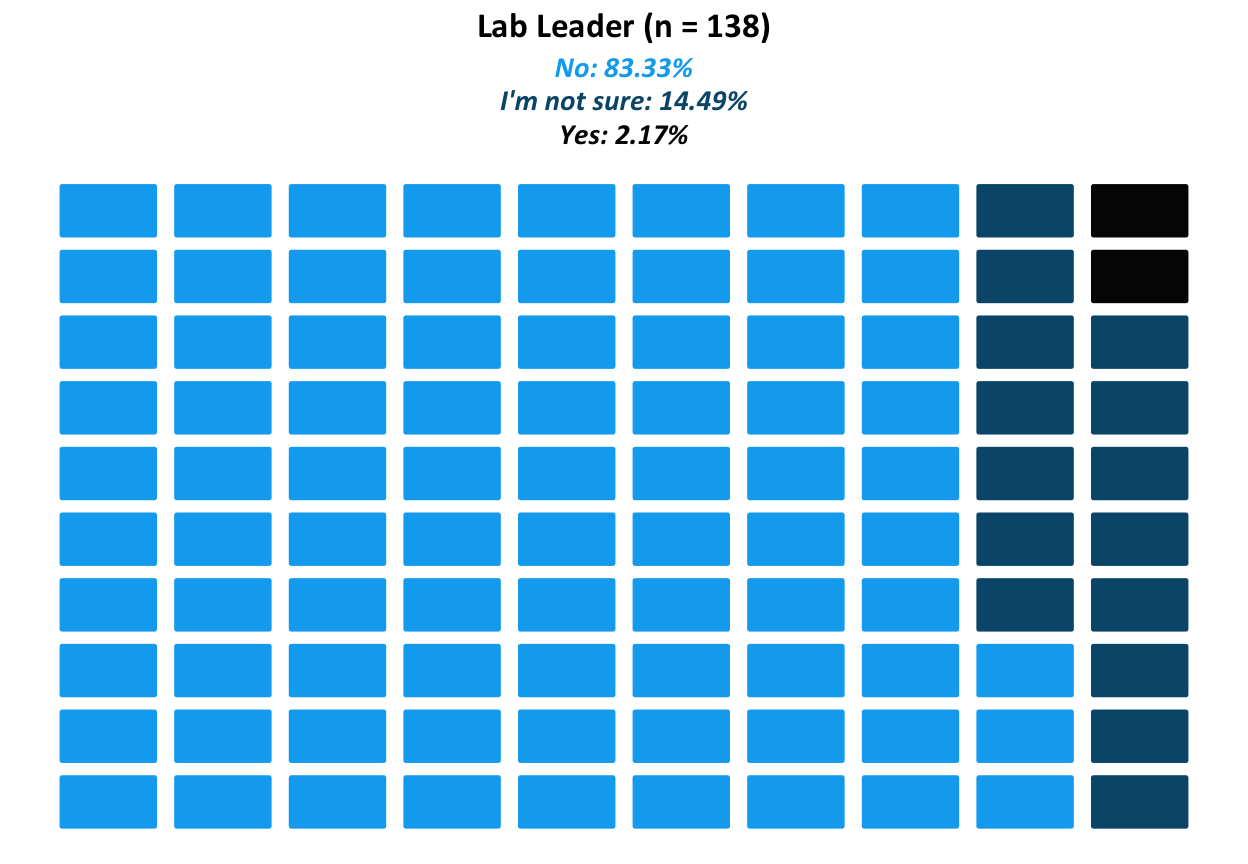 Lab Leader (n = 138)
No: 83.33%
I'm not sure: 14.49%
Yes: 2.17%